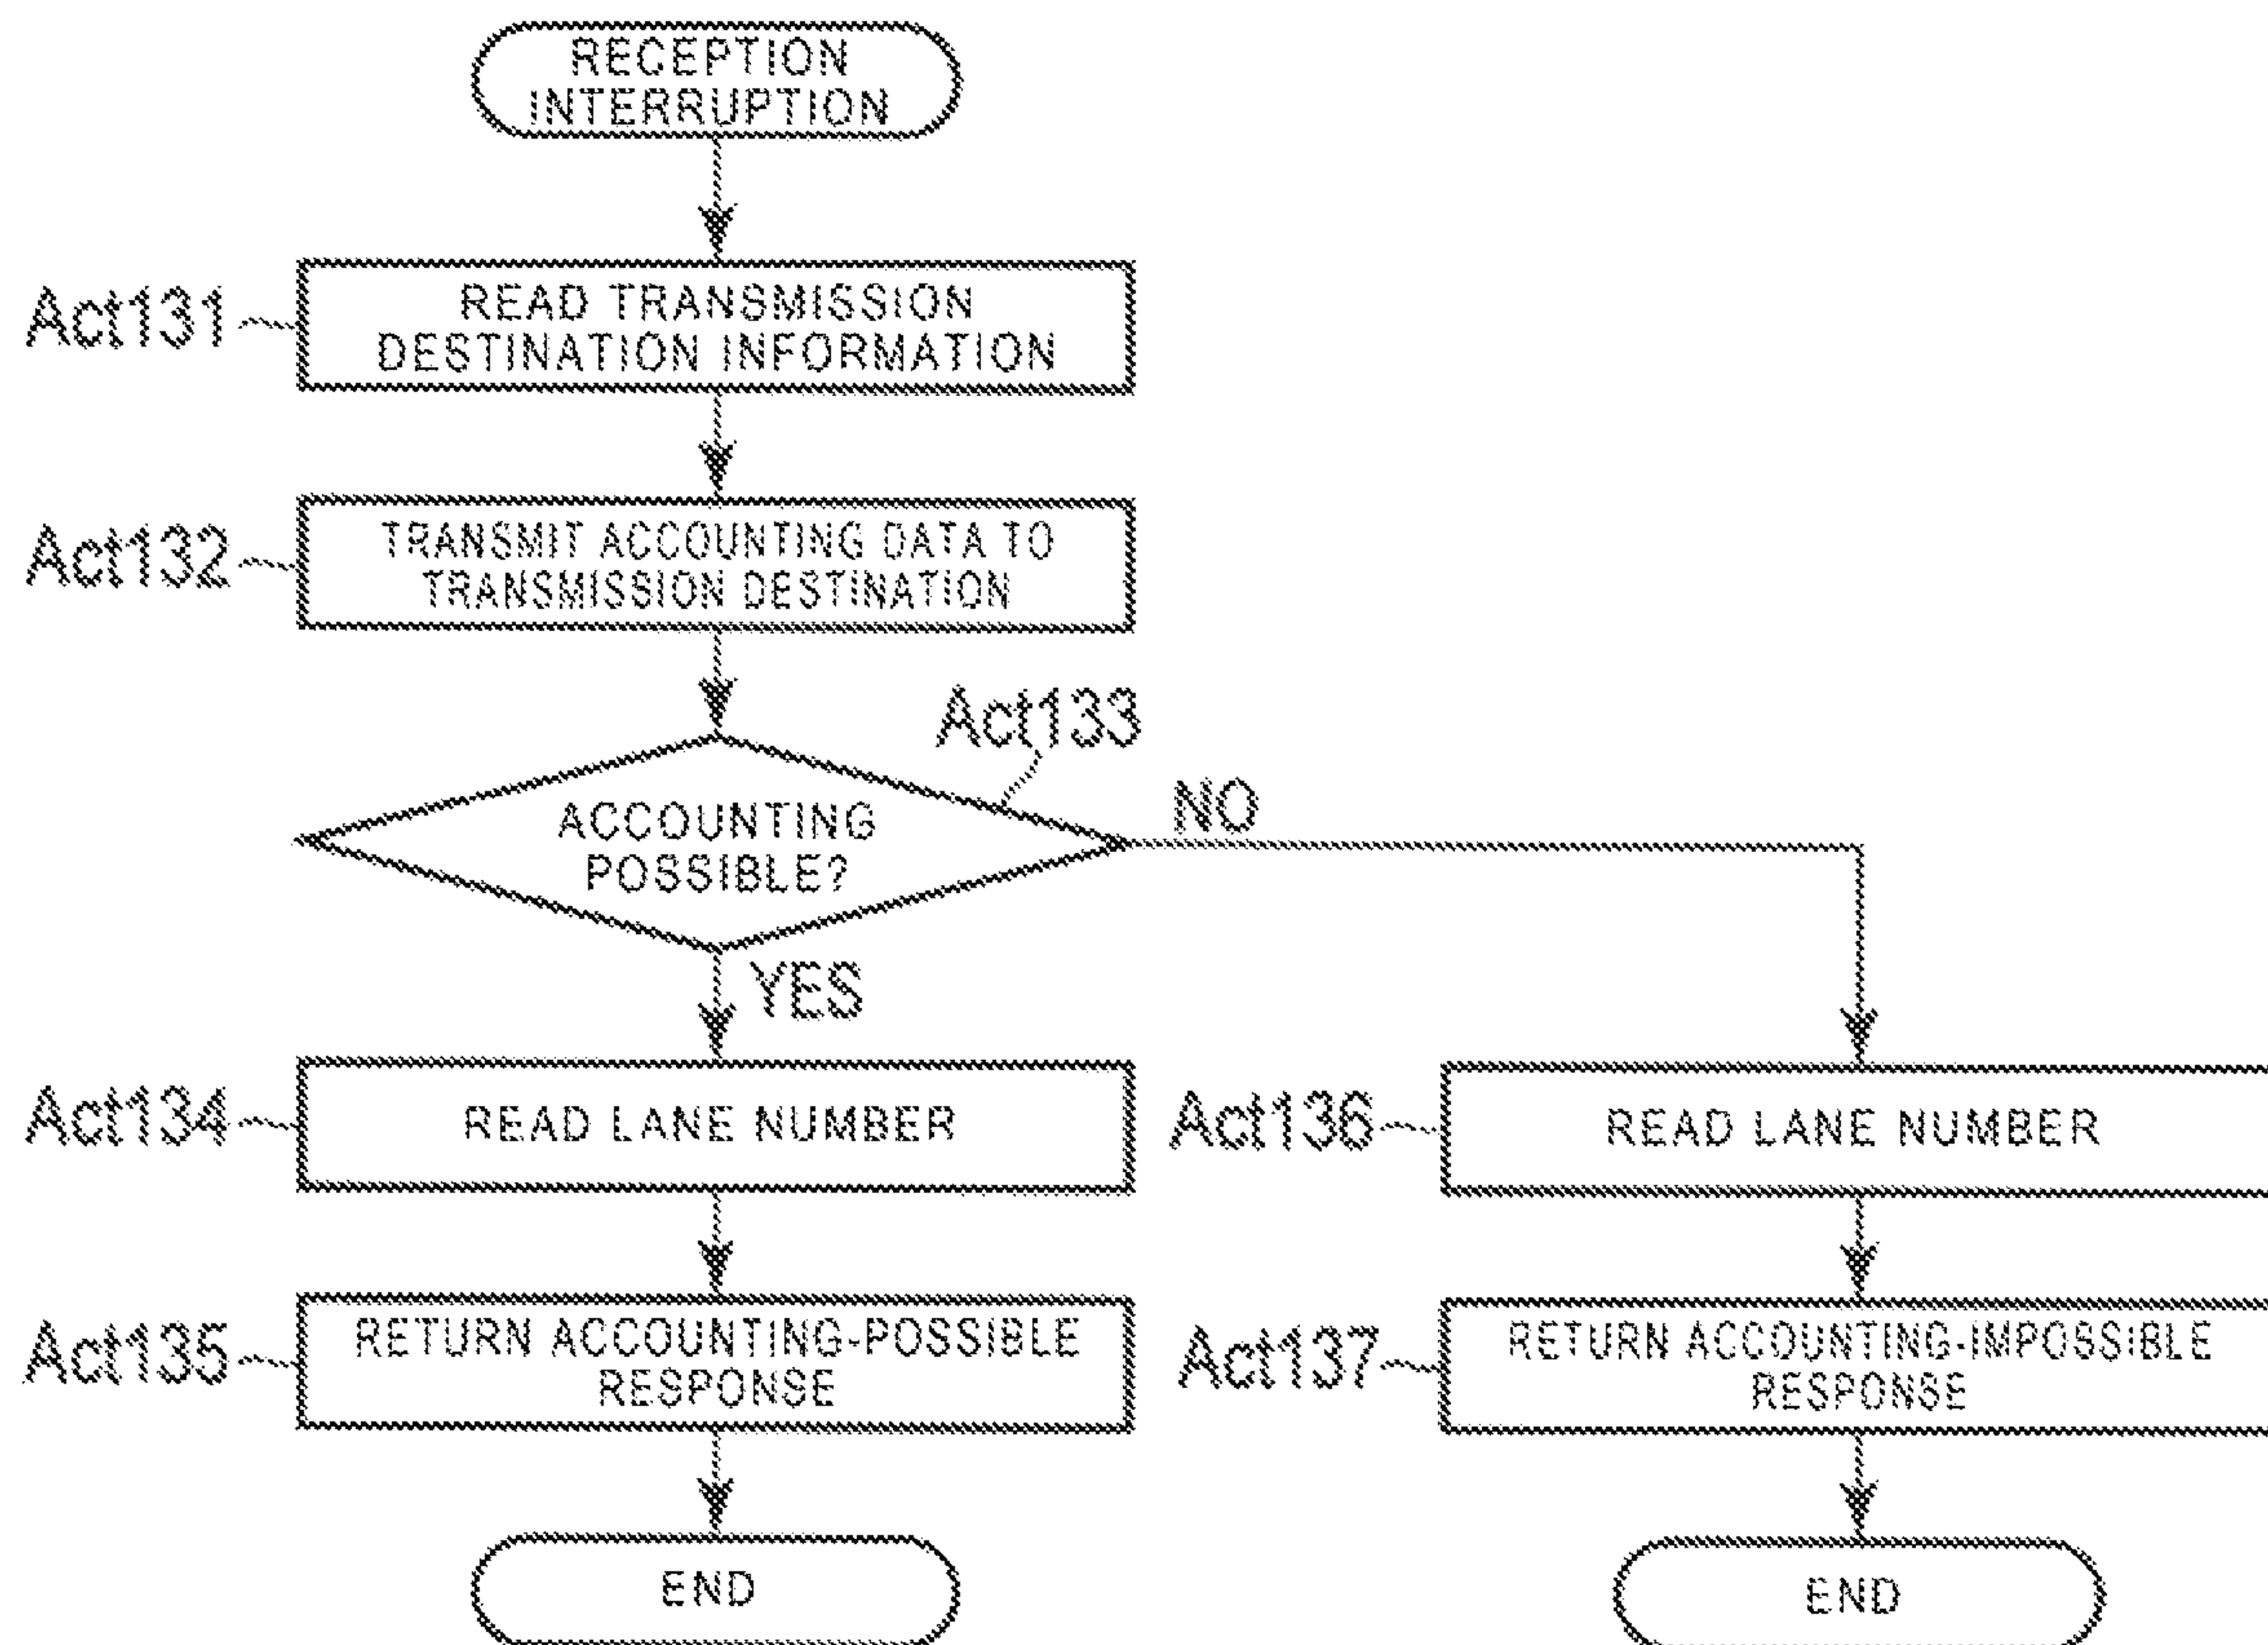 RECEPTION
INTERRUPTION
Act131
READ TRANSMISSION
DESTINATION INFORMATION
Act132
TRANSMIT ACCOUNTING DATA TO
TRANSMISSION DESTINATION
Act133
ACCOUNTING
POSSIBLE?
NO
YES
Act134
READ LANE NUMBER
Act136
READ LANE NUMBER
Act135
RETURN ACCOUNTING-POSSIBLE
RESPONSE
Act137
RETURN ACCOUNTING-IMPOSSIBLE
RESPONSE
END
END